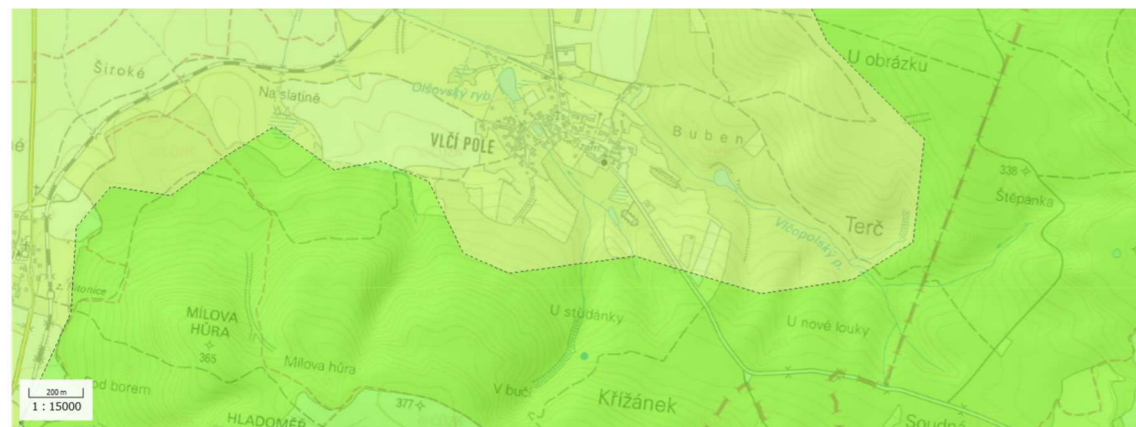 U obrázku
Široké
Na slatině
Olšovský ryb.
Buben
VLČÍ POLE
338
Štěpánka
Terč
Vlčopolský p.
MÍLOVA
HŮRA
365
U studánky
U nové louky
Milova hůra
V bučí
377
Křížánek
HLADOMĚŘ
200 m
1 : 15000